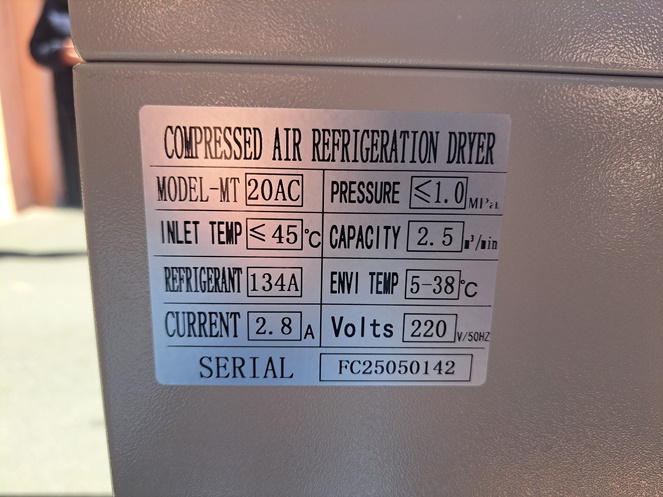 COMPRESSED AIR REFRIGERATION DRYER
MODEL-MT 20AC PRESSURE ≤1.0 MPa
INLET TEMP ≤45 ℃ CAPACITY 2.5 m³/min
REFRIGERANT 134A ENVI TEMP 5-38 ℃
CURRENT 2.8 A Volts 220 V/50HZ
SERIAL FC25050142